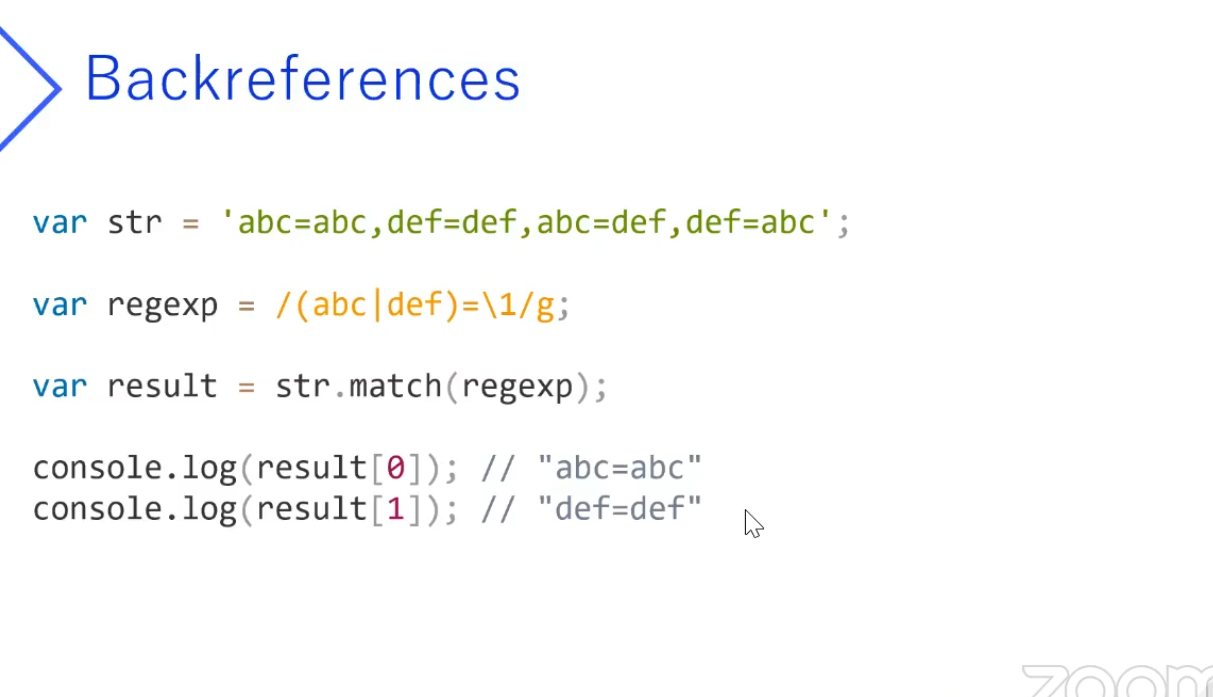 Backreferences
var str = 'abc=abc,def=def,abc=def,def=abc';
var regexp = /(abc|def)=\1/g;
var result = str.match(regexp);
console.log(result[0]); // "abc=abc"
console.log(result[1]); // "def=def"
zoom